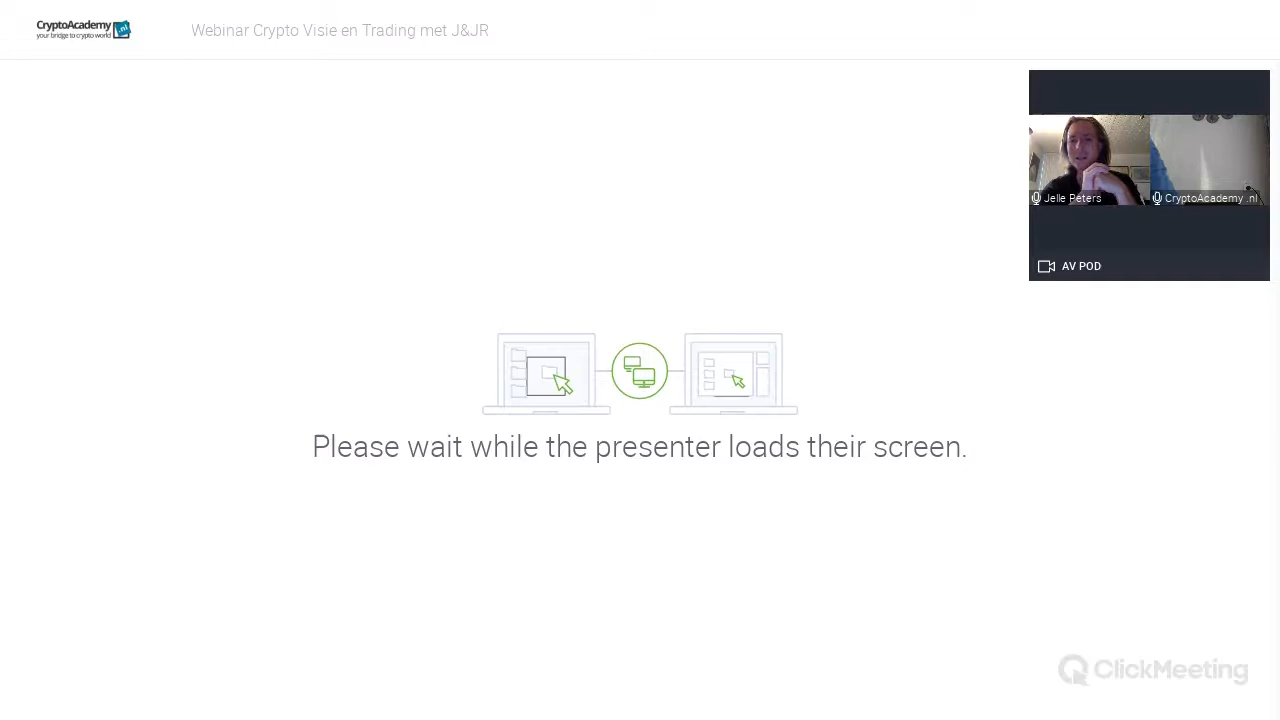 CryptoAcademy .nl
your bridge to crypto world
Webinar Crypto Visie en Trading met J&JR
Jelle Peters
CryptoAcademy .nl
AV POD
Please wait while the presenter loads their screen.
ClickMeeting